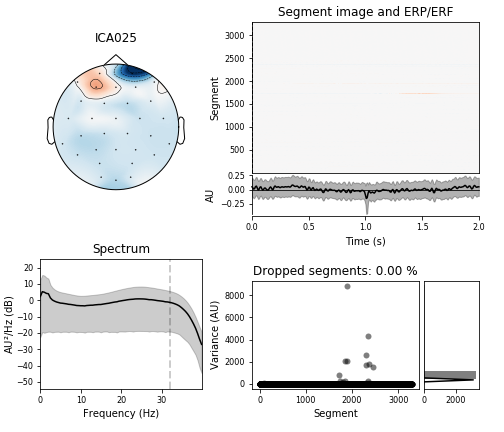 ICA025
Segment image and ERP/ERF
Segment
3000
2500
2000
1500
1000
500
AU
0.25
0.00
−0.25
0.0 0.5 1.0 1.5 2.0
Time (s)
Spectrum
AU²/Hz (dB)
20
10
0
−10
−20
−30
−40
−50
0 10 20 30
Frequency (Hz)
Dropped segments: 0.00 %
Variance (AU)
8000
6000
4000
2000
0
0 1000 2000 3000
Segment
0 2000